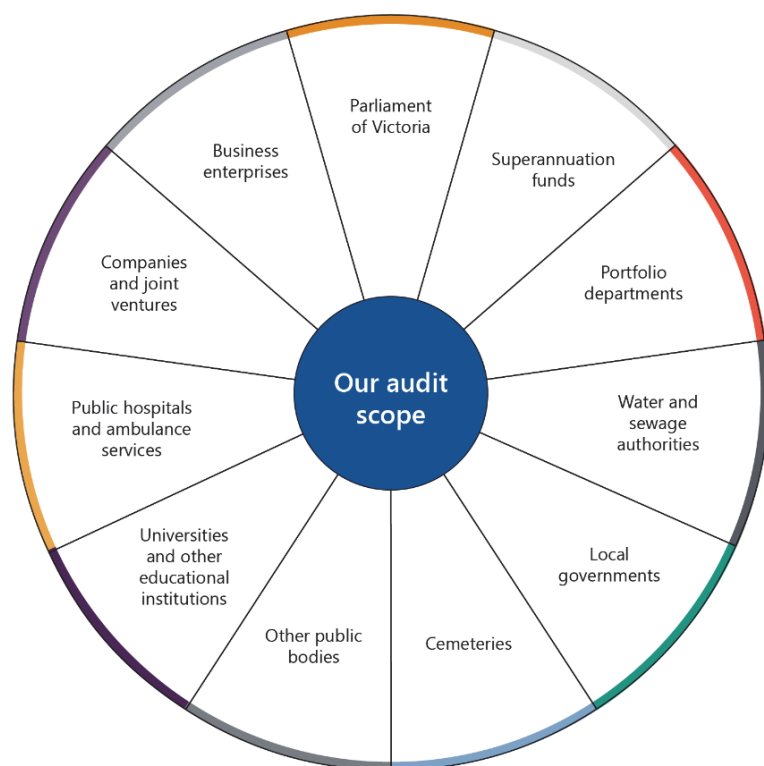 Parliament
of Victoria
Superannuation
funds
Portfolio
departments
Water and
sewage
authorities
Local
governments
Cemeteries
Other public
bodies
Universities
and other
educational
institutions
Public hospitals
and ambulance
services
Companies
and joint
ventures
Business
enterprises
Our audit
scope